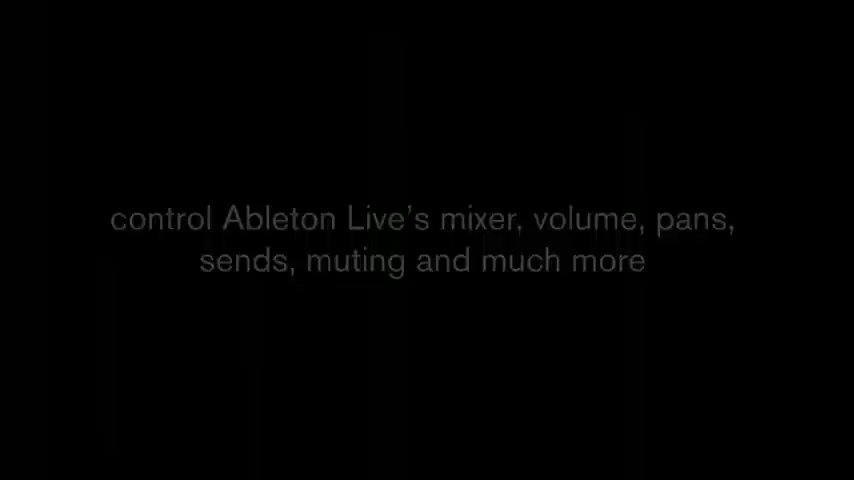 control Ableton Live’s mixer, volume, pans,
sends, muting and much more